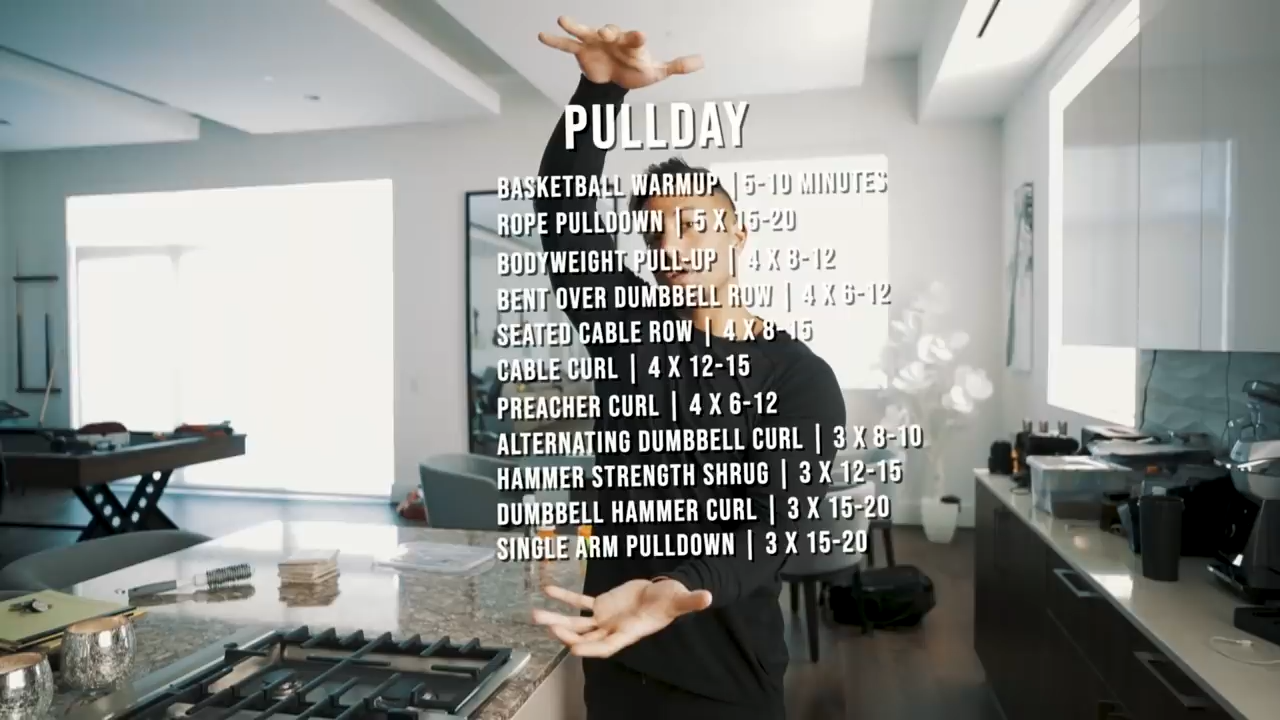 PULLDAY
BASKETBALL WARMUP | 5-10 MINUTES
ROPE PULLDOWN | 5 X 15-20
BODYWEIGHT PULL-UP | 4 X 8-12
BENT OVER DUMBBELL ROW | 4 X 6-12
SEATED CABLE ROW | 4 X 8-15
CABLE CURL | 4 X 12-15
PREACHER CURL | 4 X 6-12
ALTERNATING DUMBBELL CURL | 3 X 8-10
HAMMER STRENGTH SHRUG | 3 X 12-15
DUMBBELL HAMMER CURL | 3 X 15-20
SINGLE ARM PULLDOWN | 3 X 15-20